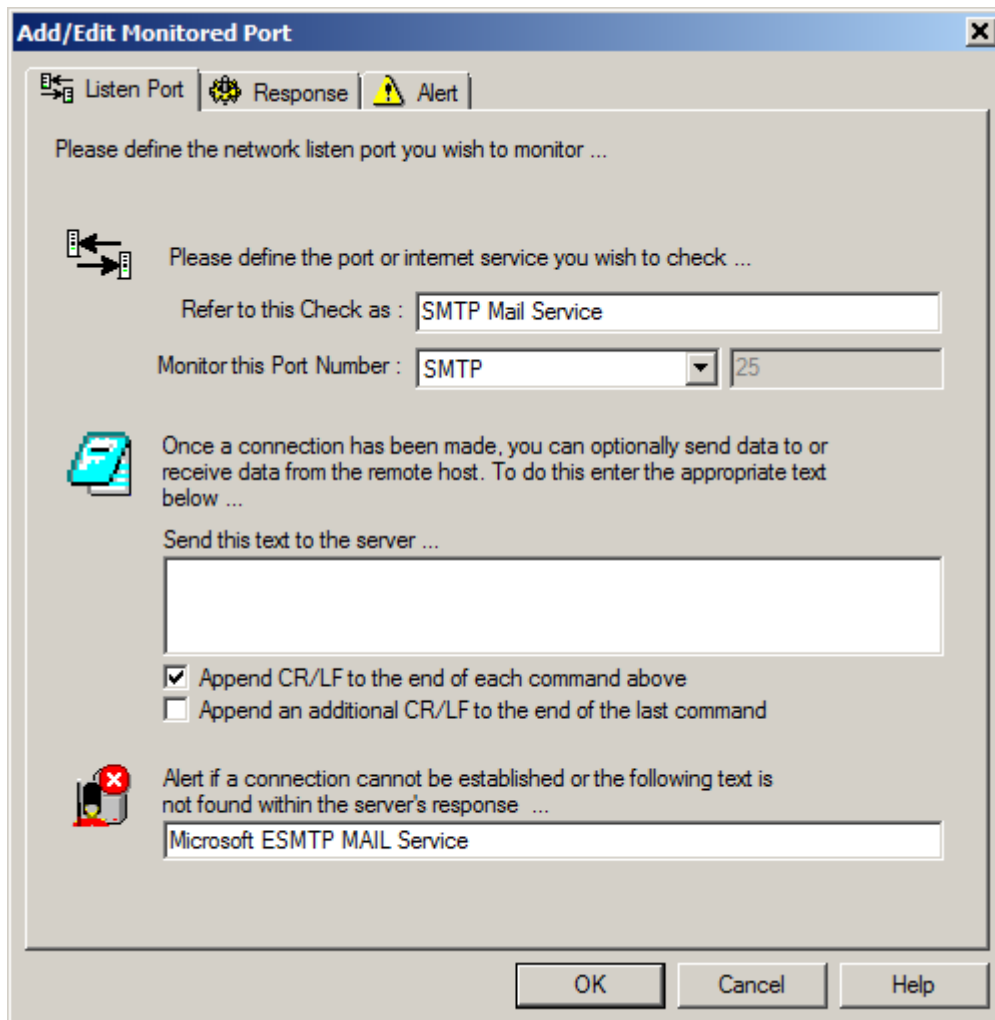 Add/Edit Monitored Port
Listen Port
Response
Alert
Please define the network listen port you wish to monitor ...
Please define the port or internet service you wish to check ...
Refer to this Check as : SMTP Mail Service
Monitor this Port Number : SMTP 25
Once a connection has been made, you can optionally send data to or
receive data from the remote host. To do this enter the appropriate text
below ...
Send this text to the server ...
Append CR/LF to the end of each command above
Append an additional CR/LF to the end of the last command
Alert if a connection cannot be established or the following text is
not found within the server's response ...
Microsoft ESMTP MAIL Service
OK Cancel Help